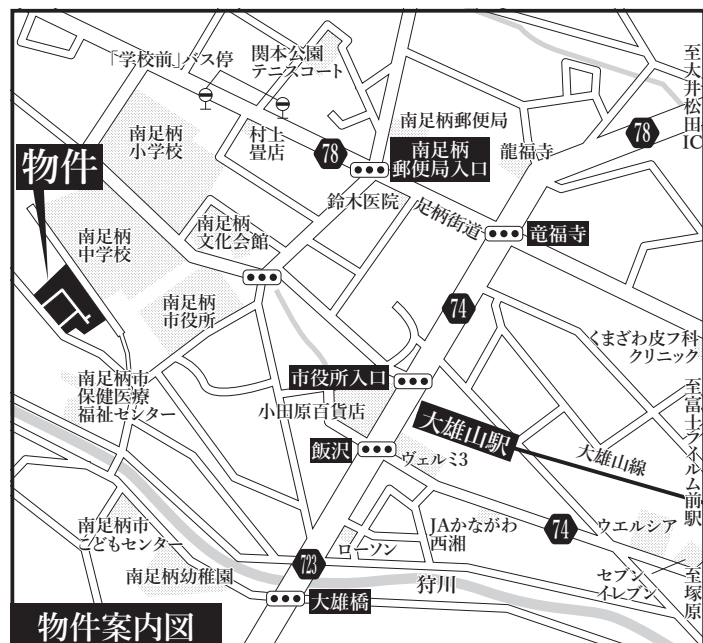 「学校前」バス停
関本公園
テニスコート
至大井松田IC
南足柄
小学校
村上
畳店
78
南足柄郵便局
南足柄
郵便局入口
龍福寺
78
物件
鈴木医院
足柄街道
竜福寺
南足柄
中学校
南足柄
文化会館
南足柄
市役所
74
くまざわ皮フ科
クリニック
市役所入口
南足柄市
保健医療
福祉センター
小田原百貨店
大雄山駅
至富士フイルム前駅
飯沢
ヴェルミ3
大雄山線
南足柄市
こどもセンター
JAかながわ
西湘
74
ウエルシア
ローソン
南足柄幼稚園
723
狩川
セブン
イレブン
至塚原
大雄橋
物件案内図